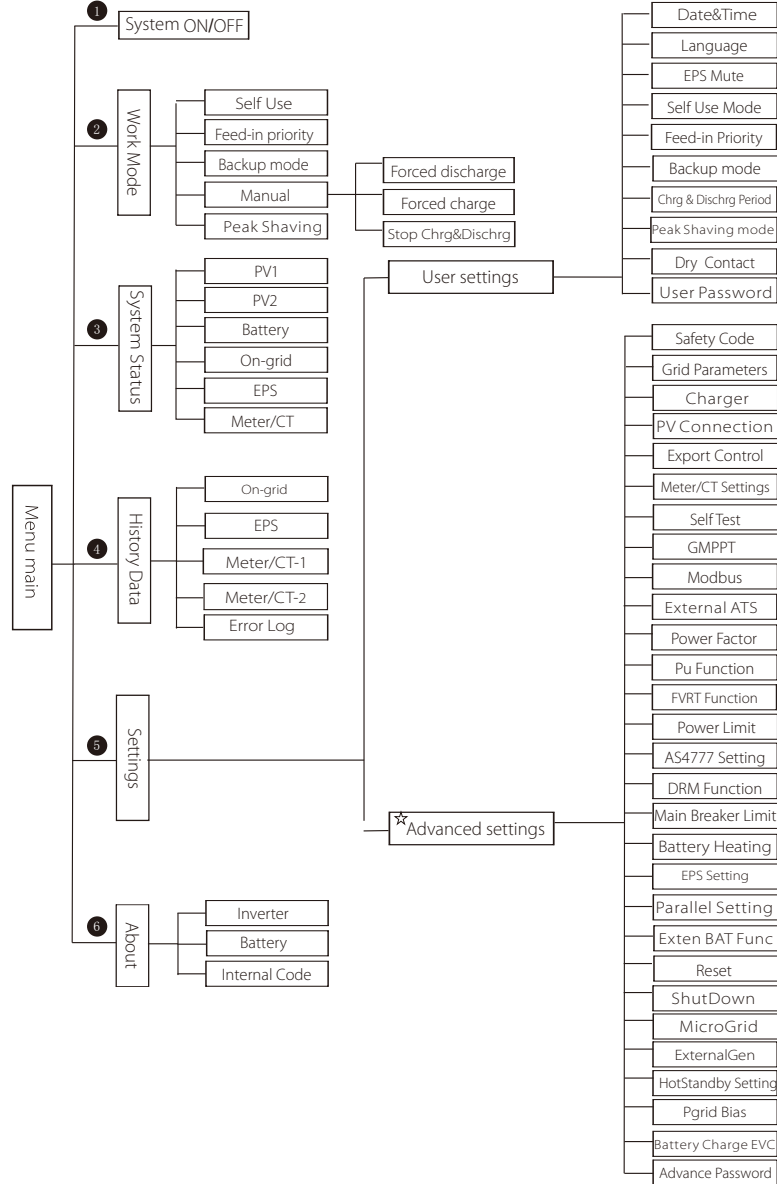 Menu main
1
System ON/OFF
2
Work Mode
Self Use
Feed-in priority
Backup mode
Manual
Peak Shaving
Forced discharge
Forced charge
Stop Chrg&Dischrg
3
System Status
PV1
PV2
Battery
On-grid
EPS
Meter/CT
4
History Data
On-grid
EPS
Meter/CT-1
Meter/CT-2
Error Log
5
Settings
User settings
Date&Time
Language
EPS Mute
Self Use Mode
Feed-in Priority
Backup mode
Chrg & Dischrg Period
Peak Shaving mode
Dry Contact
User Password
☆Advanced settings
Safety Code
Grid Parameters
Charger
PV Connection
Export Control
Meter/CT Settings
Self Test
GMPPT
Modbus
External ATS
Power Factor
Pu Function
FVRT Function
Power Limit
AS4777 Setting
DRM Function
Main Breaker Limit
Battery Heating
EPS Setting
Parallel Setting
Exten BAT Func
Reset
ShutDown
MicroGrid
ExternalGen
HotStandby Setting
Pgrid Bias
Battery Charge EVC
Advance Password
6
About
Inverter
Battery
Internal Code